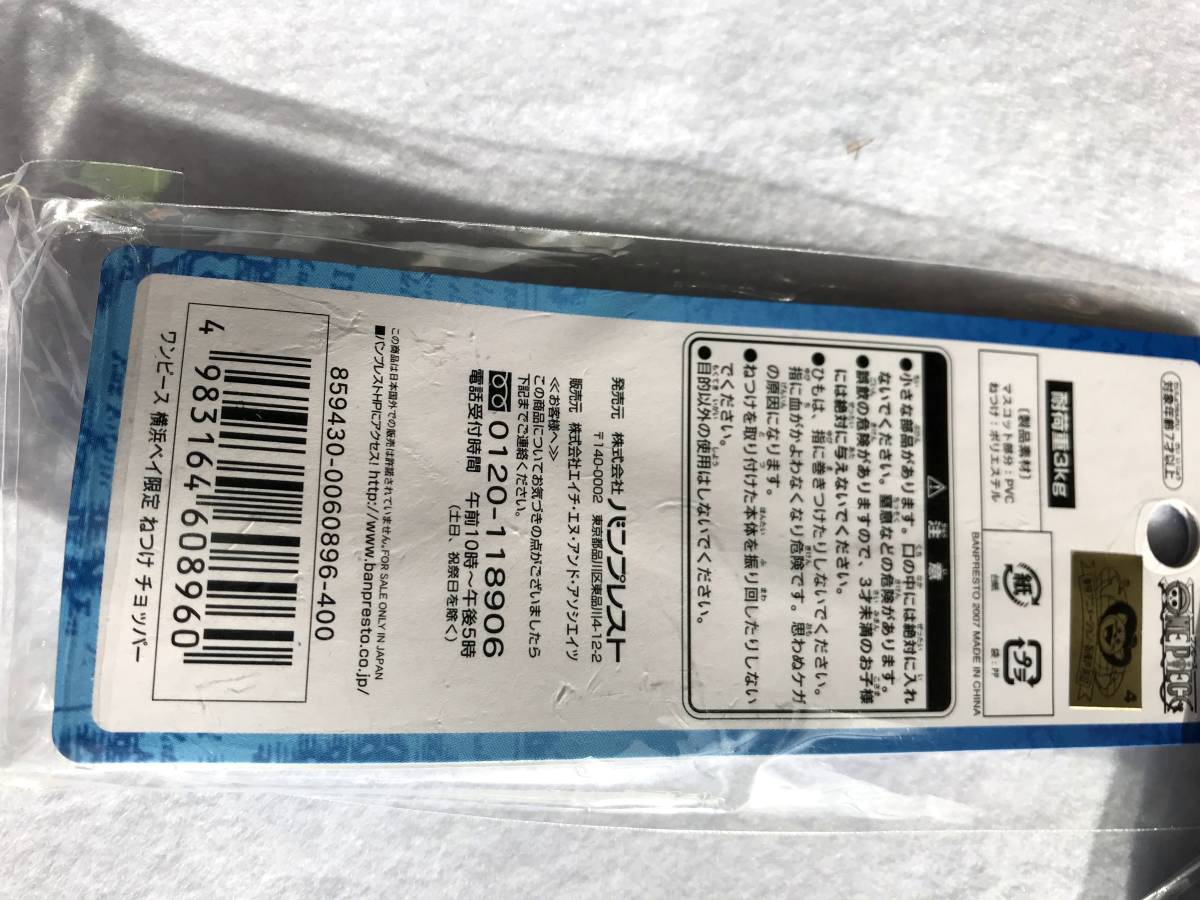 ONE PIECE
4
対象年齢7才以上
耐荷重3kg
[製品素材]
マスコット部分：PVC
ねつけ：ポリエステル
紙
台紙
プラ
袋：PP
BANPRESTO 2007 MADE IN CHINA
注意
●小さな部品があります。口の中には絶対に入れ
ないでください。窒息などの危険があります。
●誤飲の危険がありますので、3才未満のお子様
には絶対に与えないでください。
●ひもは、指に巻きつけたりしないでください。
指に血がかよわなくなり危険です。思わぬケガ
の原因になります。
●ねつけを取り付けた本体を振り回したりしない
でください。
●目的以外の使用はしないでください。
発売元 株式会社バンプレスト
〒140-0002 東京都品川区東品川4-12-2
販売元 株式会社エイチ・エヌ・アンド・アソシエイツ
≪お客様へ≫
この商品についてお気づきの点がございましたら
下記までご連絡ください。
0120-118906
電話受付時間 午前10時～午後5時
(土日、祝祭日を除く)
この商品は日本国外での販売は許諾されていません。FOR SALE ONLY IN JAPAN
■バンプレストHPにアクセス！http://www.banpresto.co.jp/
859430-0060896-400
4 983164 608960
ワンピース 横浜ベイ限定 ねつけ チョッパー